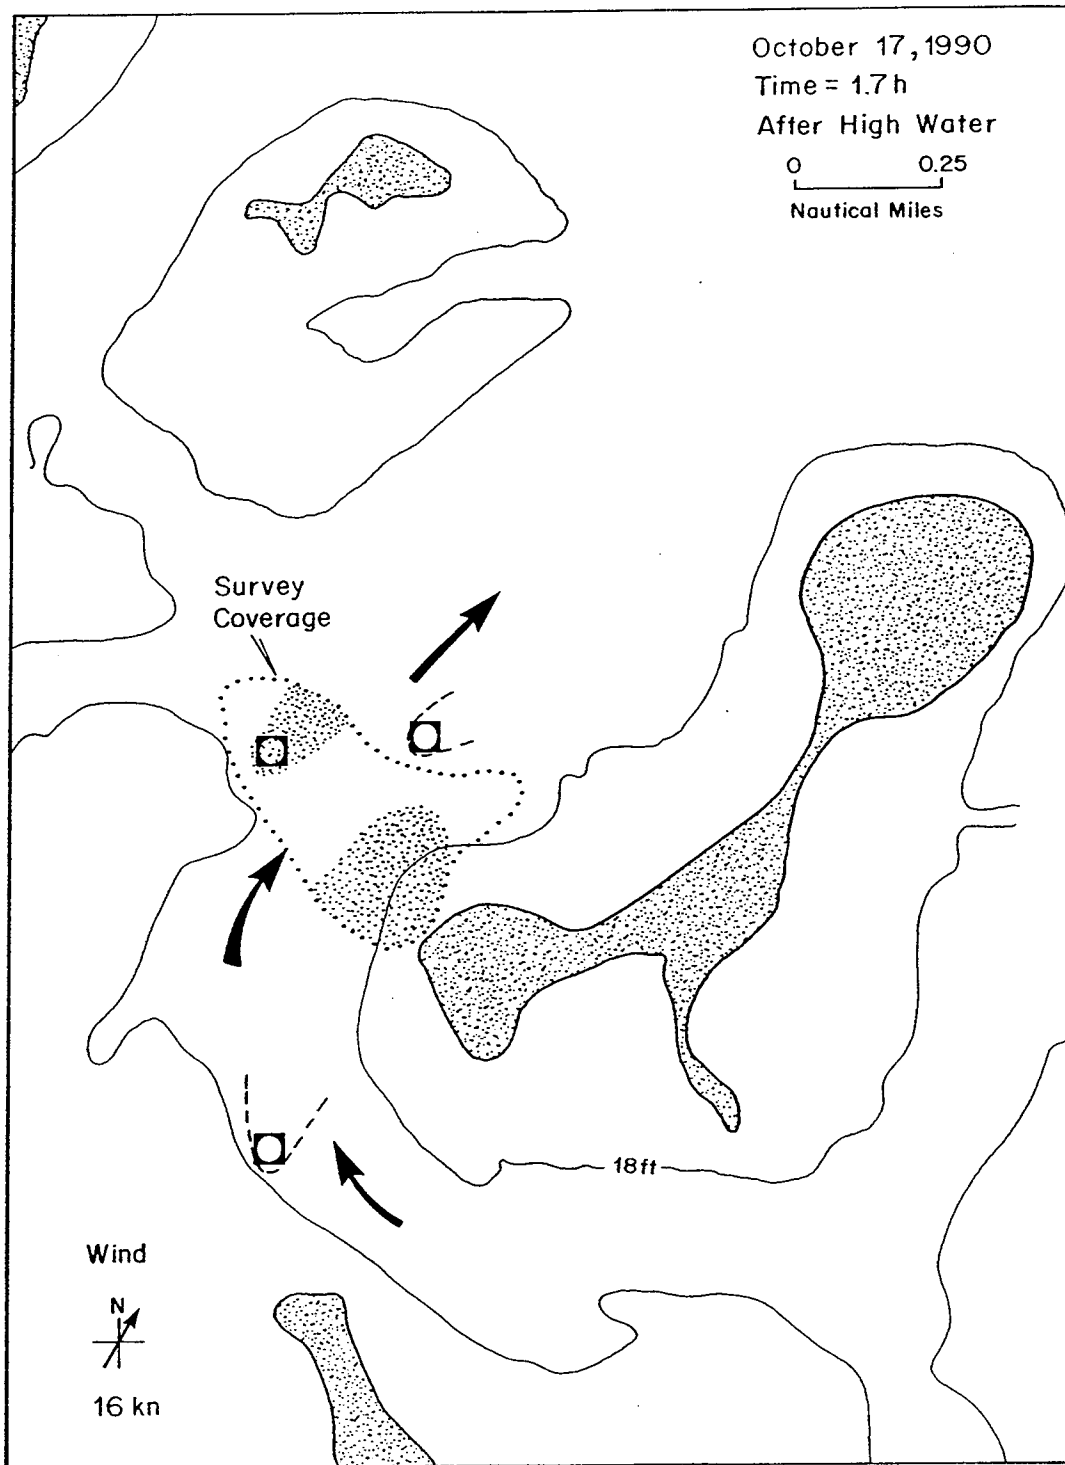 October 17, 1990
Time = 1.7 h
After High Water
0 0.25
Nautical Miles
Survey
Coverage
18ft
Wind
N
16 kn